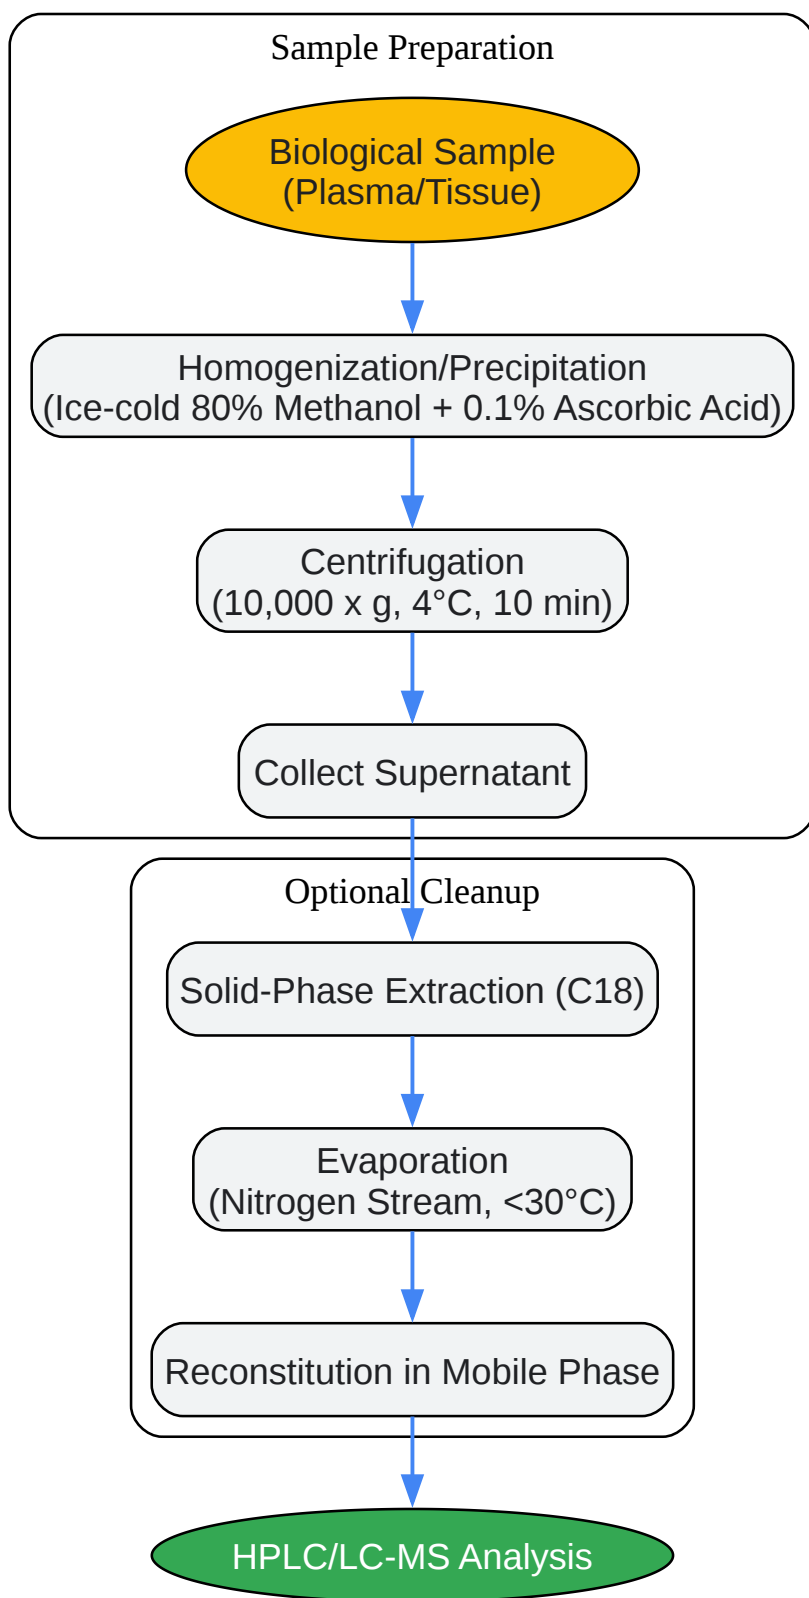 Sample Preparation
Biological Sample
(Plasma/Tissue)
Homogenization/Precipitation
(Ice-cold 80% Methanol + 0.1% Ascorbic Acid)
Centrifugation
(10,000 x g, 4°C, 10 min)
Collect Supernatant
Optional Cleanup
Solid-Phase Extraction (C18)
Evaporation
(Nitrogen Stream, <30°C)
Reconstitution in Mobile Phase
HPLC/LC-MS Analysis